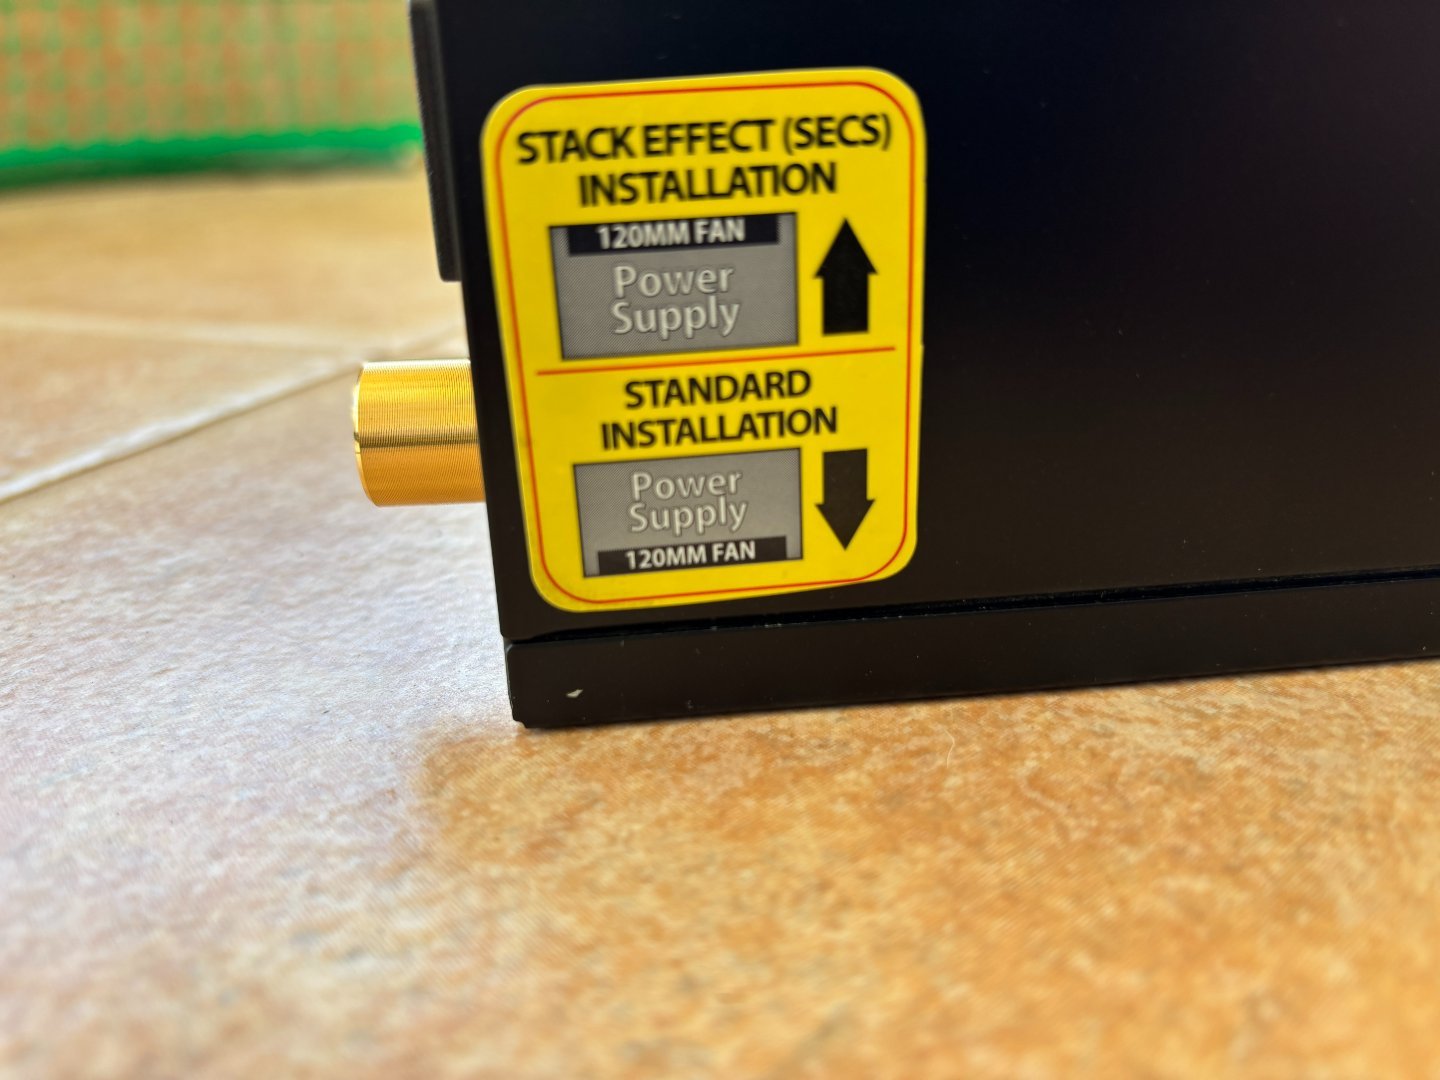 STACK EFFECT (SECS)
INSTALLATION
120MM FAN
Power
Supply
STANDARD
INSTALLATION
Power
Supply
120MM FAN